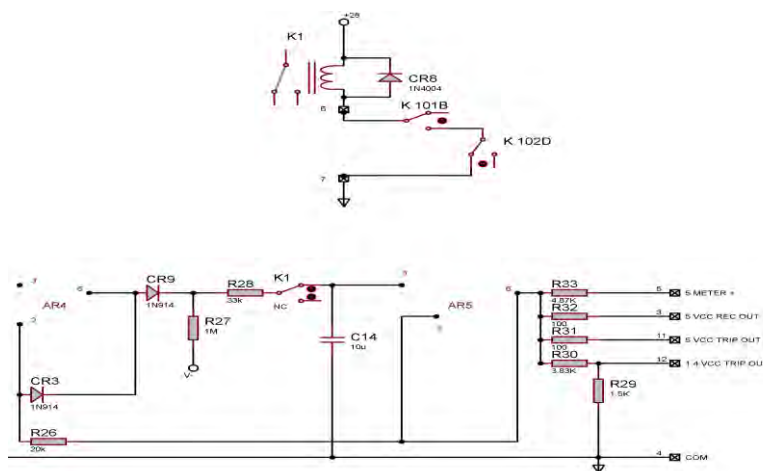 +28
K1
CR8
1N4004
6
K 101B
K 102D
7
3
6
CR9
1N914
R28
33k
K1
NC
3
6
R33
4.87K
5 5 METER +
AR4
AR5
R32
100
3 5 VCC REC OUT
2
R27
1M
C14
10u
R31
100
11 5 VCC TRIP OUT
R30
3.83K
12 1.4 VCC TRIP OU
V-
CR3
1N914
R29
1.5K
R26
20k
4 COM